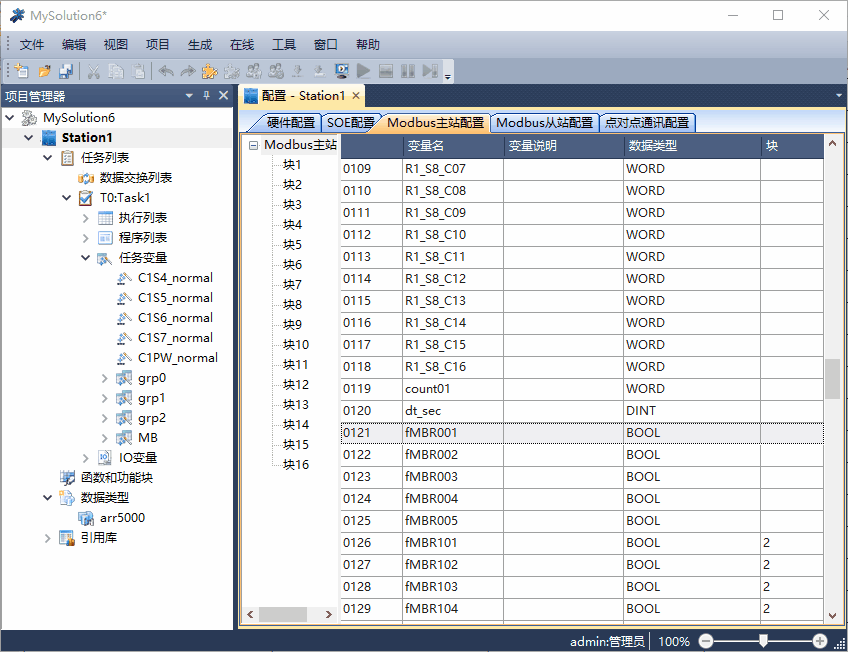 MySolution6*
文件 编辑 视图 项目 生成 在线 工具 窗口 帮助
项目管理器
MySolution6
Station1
任务列表
数据交换列表
T0:Task1
执行列表
程序列表
任务变量
C1S4_normal
C1S5_normal
C1S6_normal
C1S7_normal
C1PW_normal
grp0
grp1
grp2
MB
IO变量
函数和功能块
数据类型
arr5000
引用库
配置 - Station1
硬件配置 SOE配置 Modbus主站配置 Modbus从站配置 点对点通讯配置
Modbus主站
块1
块2
块3
块4
块5
块6
块7
块8
块9
块10
块11
块12
块13
块14
块15
块16
变量名 变量说明 数据类型 块
0109 R1_S8_C07 WORD
0110 R1_S8_C08 WORD
0111 R1_S8_C09 WORD
0112 R1_S8_C10 WORD
0113 R1_S8_C11 WORD
0114 R1_S8_C12 WORD
0115 R1_S8_C13 WORD
0116 R1_S8_C14 WORD
0117 R1_S8_C15 WORD
0118 R1_S8_C16 WORD
0119 count01 WORD
0120 dt_sec DINT
0121 fMBR001 BOOL
0122 fMBR002 BOOL
0123 fMBR003 BOOL
0124 fMBR004 BOOL
0125 fMBR005 BOOL
0126 fMBR101 BOOL 2
0127 fMBR102 BOOL 2
0128 fMBR103 BOOL 2
0129 fMBR104 BOOL 2
admin:管理员 100%